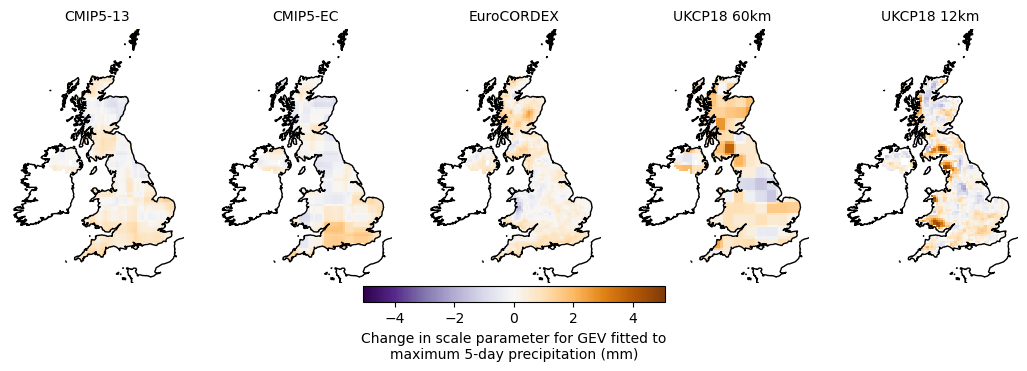 CMIP5-13
CMIP5-EC
EuroCORDEX
UKCP18 60km
UKCP18 12km
−4
−2
0
2
4
Change in scale parameter for GEV fitted to
maximum 5-day precipitation (mm)